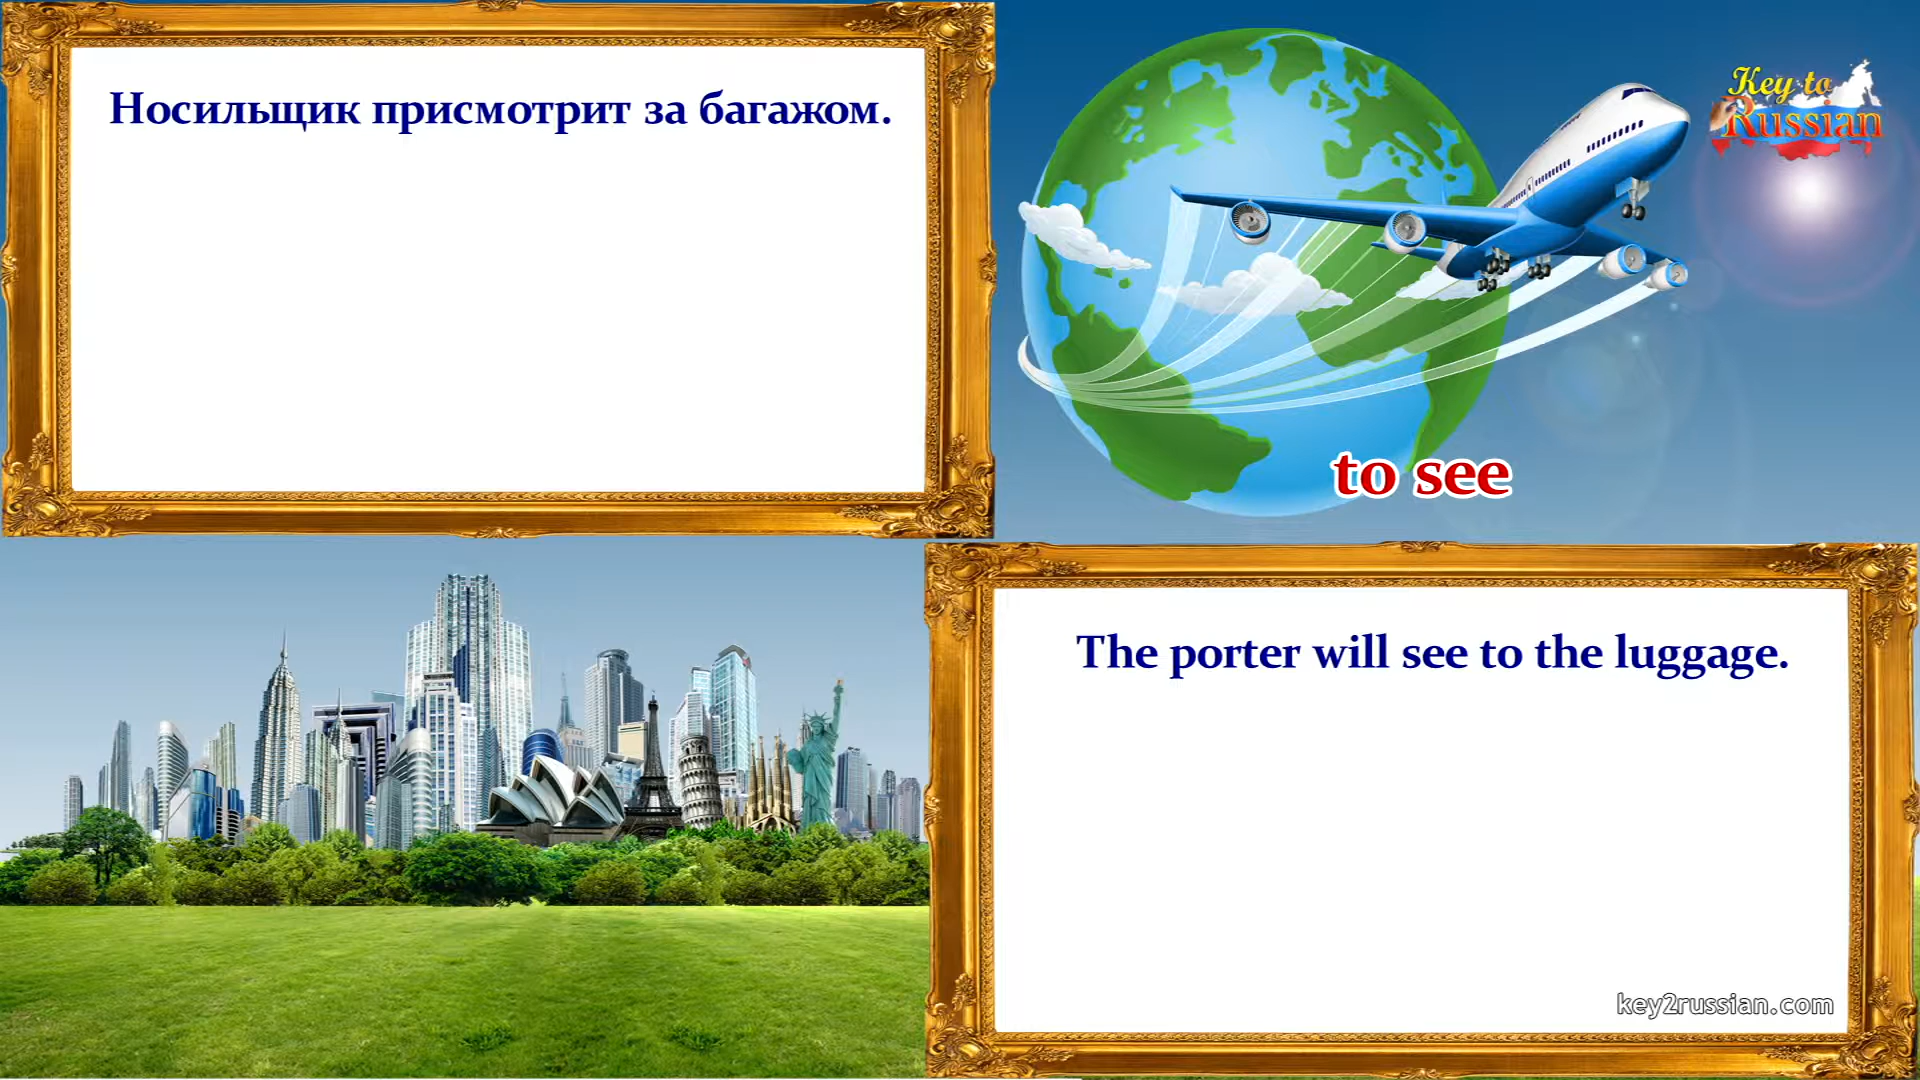 Носильщик присмотрит за багажом.
Key to
Russian
to see
The porter will see to the luggage.
key2russian.com